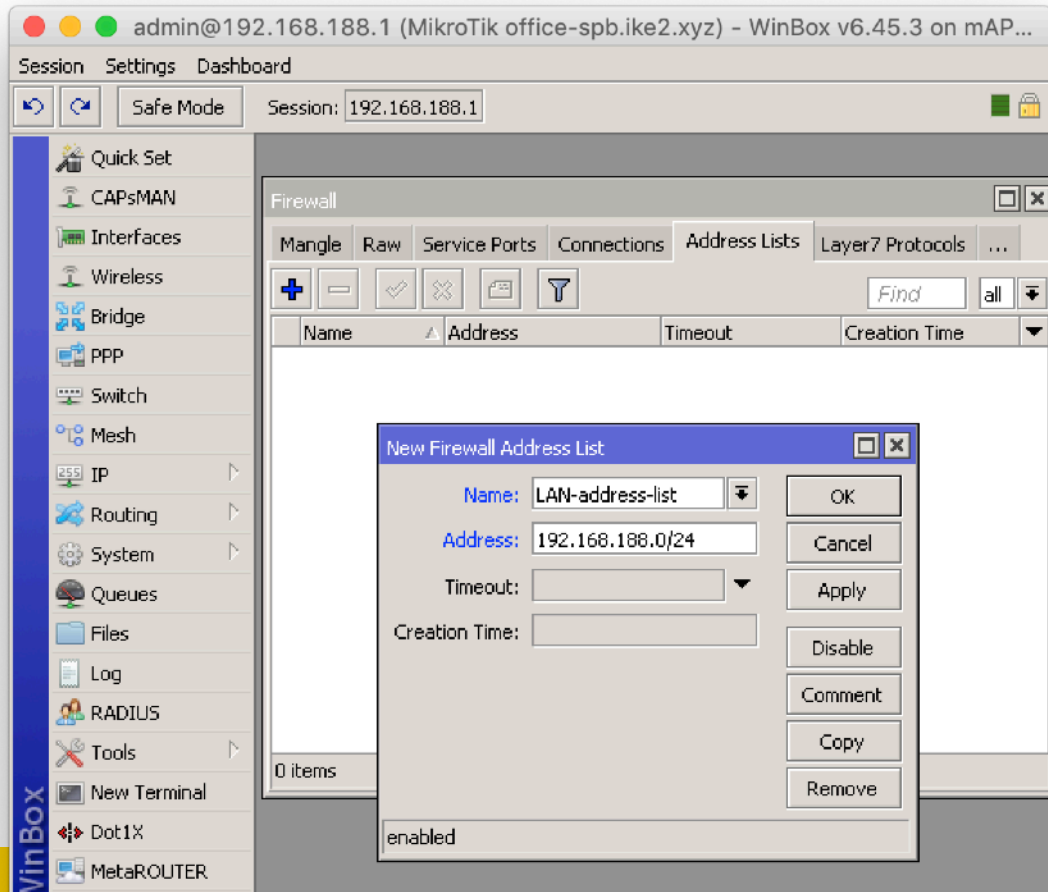 admin@192.168.188.1 (MikroTik office-spb.ike2.xyz) - WinBox v6.45.3 on mAP...
Session Settings Dashboard
Safe Mode Session: 192.168.188.1
Quick Set
CAPsMAN
Interfaces
Wireless
Bridge
PPP
Switch
Mesh
255 IP
Routing
System
Queues
Files
Log
RADIUS
Tools
New Terminal
Dot1X
MetaROUTER
WinBox
Firewall
Mangle Raw Service Ports Connections Address Lists Layer7 Protocols ...
Find all
Name Address Timeout Creation Time
0 items
New Firewall Address List
Name: LAN-address-list
Address: 192.168.188.0/24
Timeout:
Creation Time:
OK
Cancel
Apply
Disable
Comment
Copy
Remove
enabled